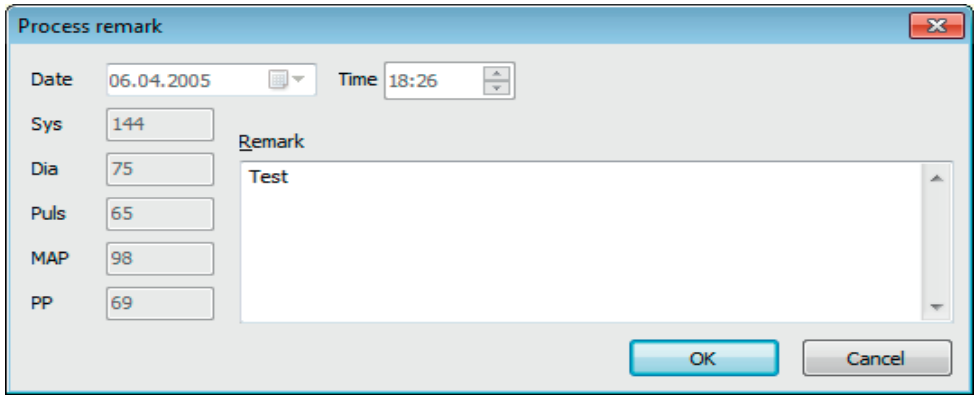 Process remark
Date 06.04.2005 Time 18:26
Sys 144
Remark
Dia 75
Test
Puls 65
MAP 98
PP 69
OK Cancel